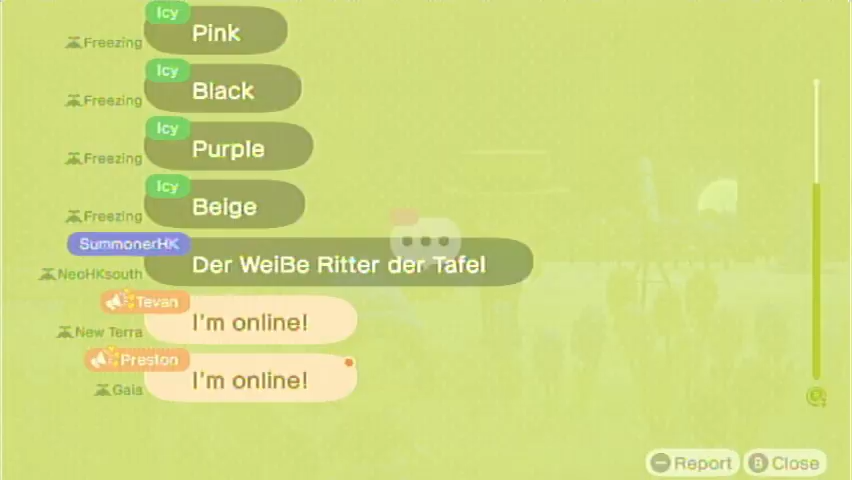 Icy
Pink
Freezing
Icy
Black
Freezing
Icy
Purple
Freezing
Icy
Beige
Freezing
SummonerHK
Der WeiBe Ritter der Tafel
NeoHKsouth
Tevan
I'm online!
New Terra
Preston
I'm online!
Gaia
Report
B Close